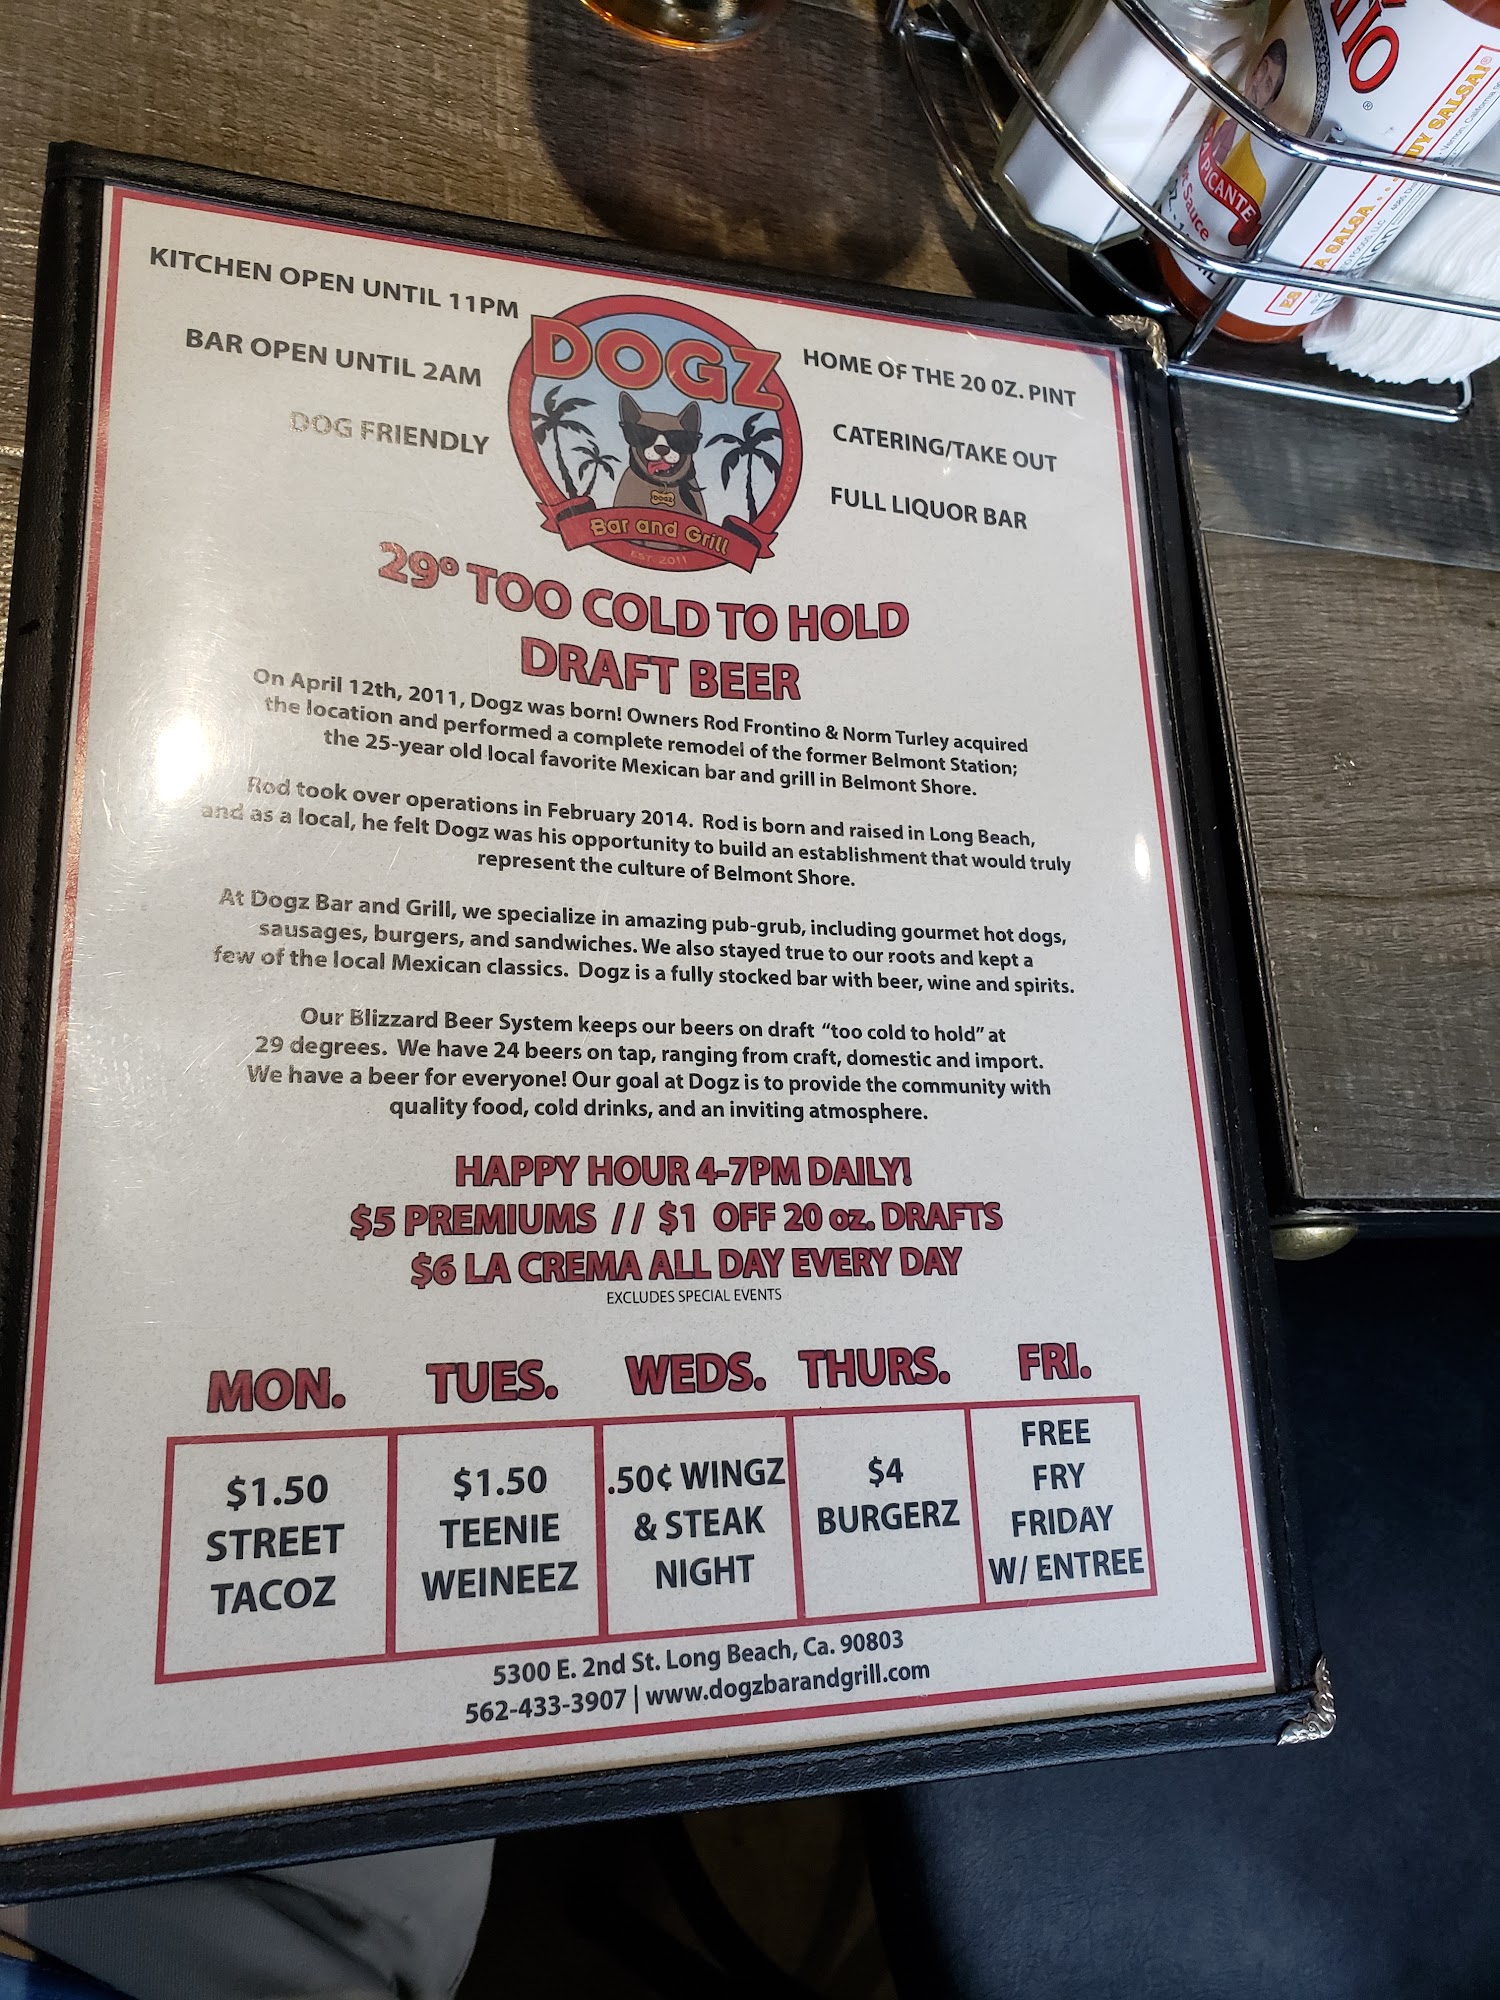 KITCHEN OPEN UNTIL 11PM
BAR OPEN UNTIL 2AM
DOG FRIENDLY
DOGZ
DOGZ
Bar and Grill
EST. 2011
HOME OF THE 20 OZ. PINT
CATERING/TAKE OUT
FULL LIQUOR BAR
29° TOO COLD TO HOLD
DRAFT BEER
On April 12th, 2011, Dogz was born! Owners Rod Frontino & Norm Turley acquired
the location and performed a complete remodel of the former Belmont Station;
the 25-year old local favorite Mexican bar and grill in Belmont Shore.
Rod took over operations in February 2014. Rod is born and raised in Long Beach,
and as a local, he felt Dogz was his opportunity to build an establishment that would truly
represent the culture of Belmont Shore.
At Dogz Bar and Grill, we specialize in amazing pub-grub, including gourmet hot dogs,
sausages, burgers, and sandwiches. We also stayed true to our roots and kept a
few of the local Mexican classics. Dogz is a fully stocked bar with beer, wine and spirits.
Our Blizzard Beer System keeps our beers on draft "too cold to hold" at
29 degrees. We have 24 beers on tap, ranging from craft, domestic and import.
We have a beer for everyone! Our goal at Dogz is to provide the community with
quality food, cold drinks, and an inviting atmosphere.
HAPPY HOUR 4-7PM DAILY!
$5 PREMIUMS // $1 OFF 20 oz. DRAFTS
$6 LA CREMA ALL DAY EVERY DAY
EXCLUDES SPECIAL EVENTS
MON. TUES. WEDS. THURS. FRI.
$1.50
STREET
TACOZ
$1.50
TEENIE
WEINEEZ
.50¢ WINGZ
& STEAK
NIGHT
$4
BURGERZ
FREE
FRY
FRIDAY
W/ ENTREE
5300 E. 2nd St. Long Beach, Ca. 90803
562-433-3907 | www.dogzbarandgrill.com
PICANTE
Sauce
UY SALSA!
A SALSA